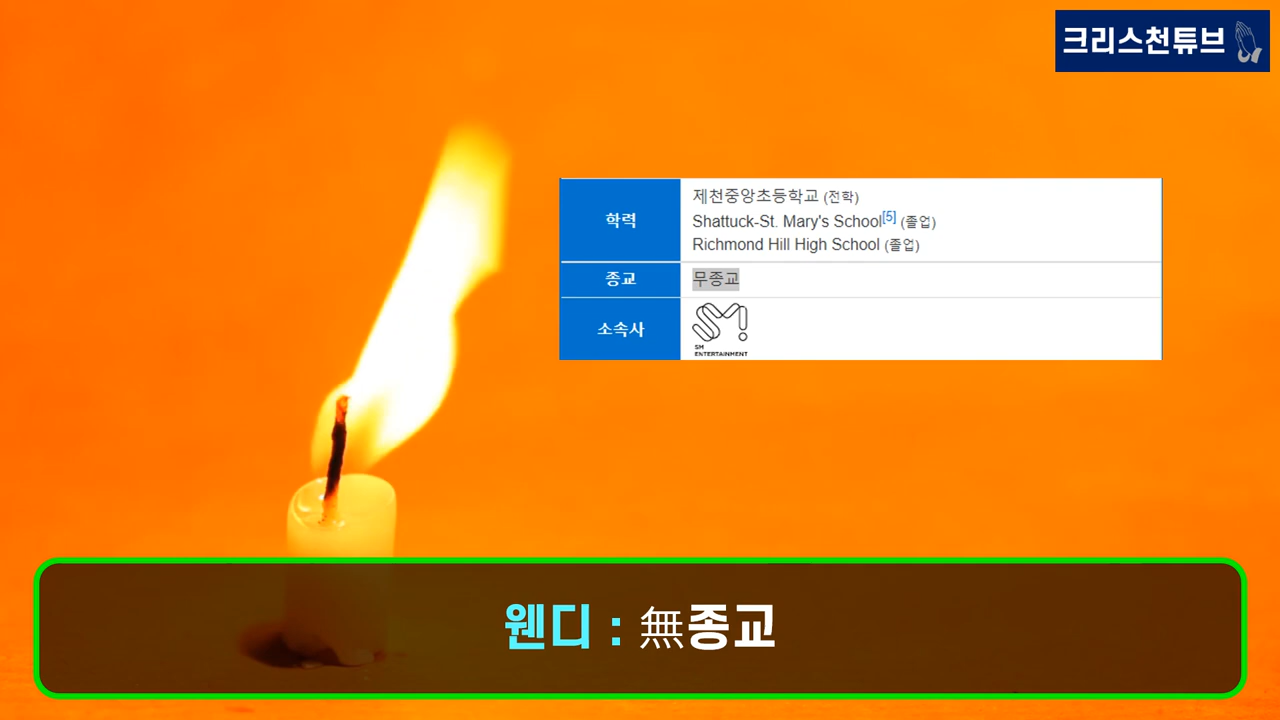 크리스천튜브
학력
제천중앙초등학교 (전학)
Shattuck-St. Mary's School[5] (졸업)
Richmond Hill High School (졸업)
종교
무종교
소속사
SM
ENTERTAINMENT
웬디 : 無종교